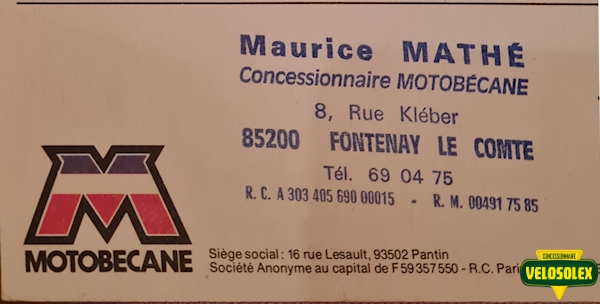 Maurice MATHÉ
Concessionnaire MOTOBÉCANE
8, Rue Kléber
85200 FONTENAY LE COMTE
Tél. 69 04 75
R. C. A 303 405 690 00015 - R. M. 00491 75 85
MOTOBECANE
Siège social : 16 rue Lesault, 93502 Pantin
Société Anonyme au capital de F 59 357 550 - R.C. Pari
CONCESSIONNAIRE
VELOSOLEX